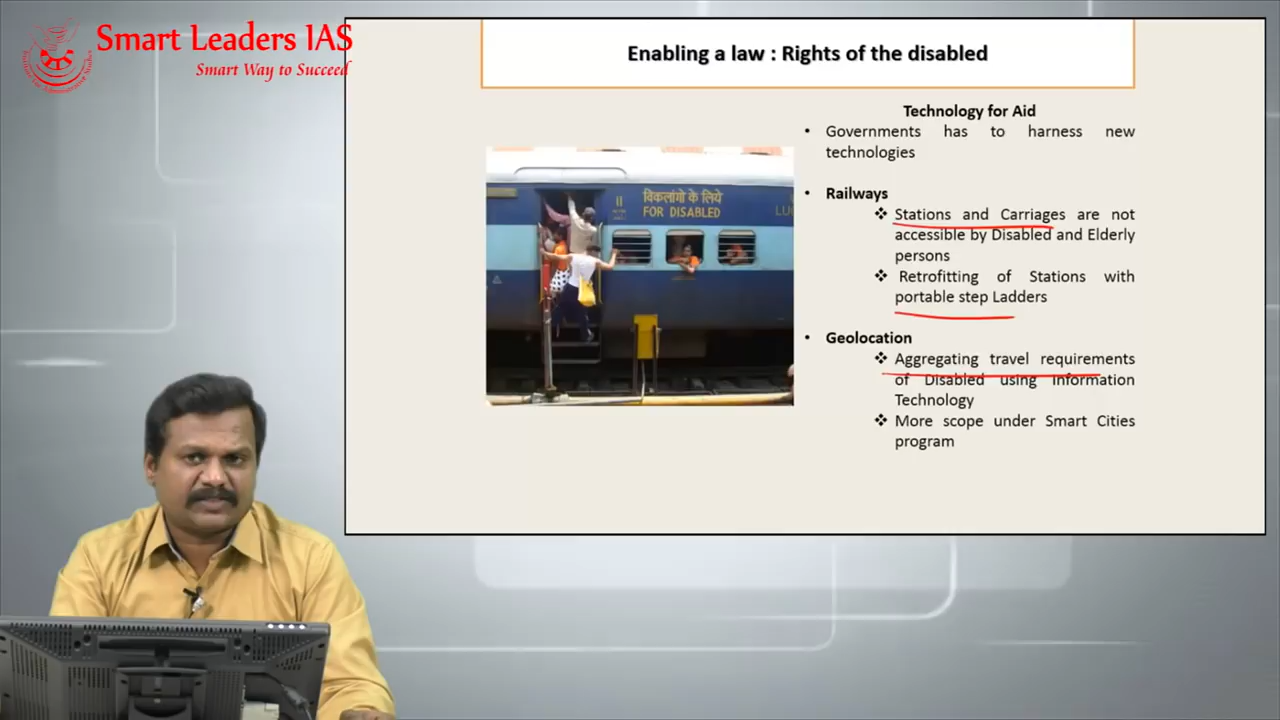 Smart Leaders IAS
Smart Way to Succeed
Enabling a law : Rights of the disabled
Technology for Aid
• Governments has to harness new
technologies
• Railways
❖ Stations and Carriages are not
accessible by Disabled and Elderly
persons
❖ Retrofitting of Stations with
portable step Ladders
• Geolocation
❖ Aggregating travel requirements
of Disabled using Information
Technology
❖ More scope under Smart Cities
program
विकलांगो के लिये
FOR DISABLED